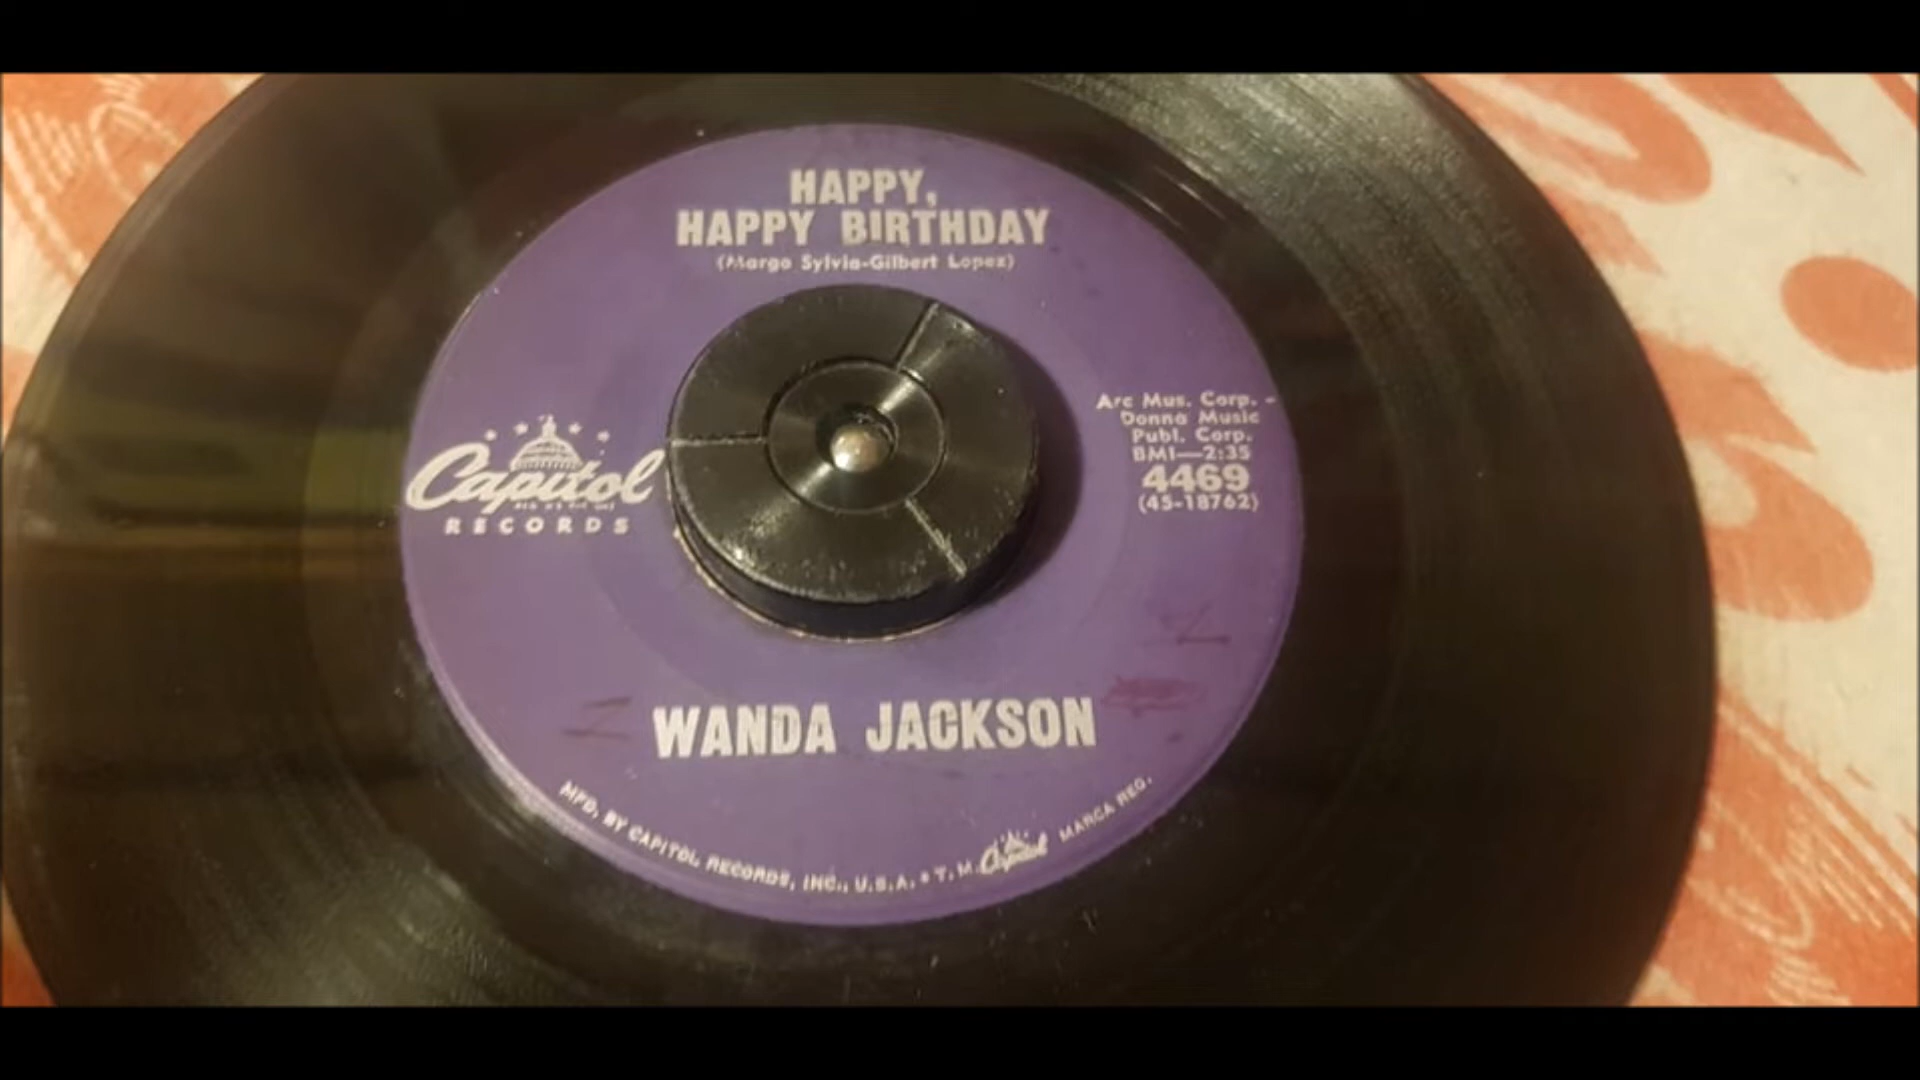 HAPPY,
HAPPY BIRTHDAY
(Margo Sylvia-Gilbert Lopez)
Arc Mus. Corp. -
Donna Music
Publ. Corp.
BMI—2:35
4469
(45-18762)
Capitol
RECORDS
WANDA JACKSON
MFD. BY CAPITOL RECORDS, INC., U.S.A. • T.M. Capitol MARCA REG.